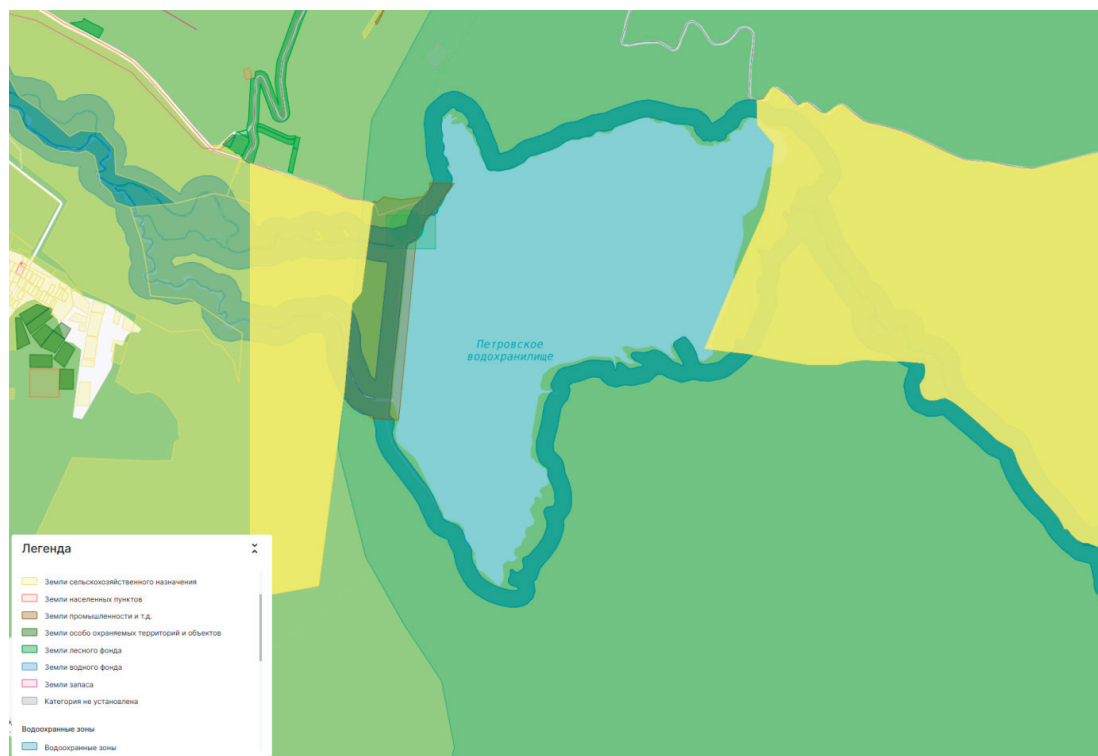 Петровское
водохранилище
Легенда
Земли сельскохозяйственного назначения
Земли населенных пунктов
Земли промышленности и т.д.
Земли особо охраняемых территорий и объектов
Земли лесного фонда
Земли водного фонда
Земли запаса
Категория не установлена
Водоохранные зоны
Водоохранные зоны